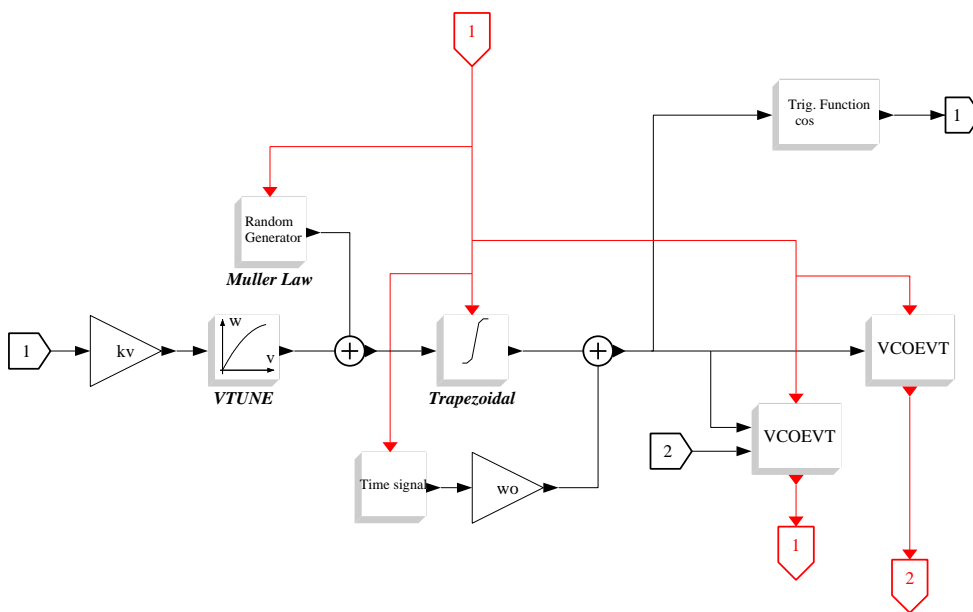 1
Trig. Function
cos
1
Random
Generator
Muller Law
1
kv
w
v
VTUNE
Trapezoidal
VCOEVT
2
VCOEVT
Time signal
wo
1
2